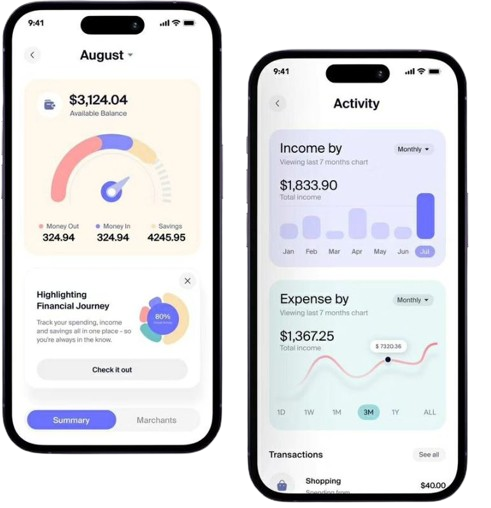 9:41
August
$3,124.04
Available Balance
Money Out
324.94
Money In
324.94
Savings
4245.95
Highlighting
Financial Journey
Track your spending, income
and savings all in one place - so
you're always in the know.
80%
Check it out
Summary
Marchants
9:41
Activity
Income by
Monthly
Viewing last 7 months chart
$1,833.90
Total income
Jan Feb Mar Apr May Jun Jul
Expense by
Monthly
Viewing last 7 months chart
$1,367.25
Total income
$ 7320.36
1D 1W 1M 3M 1Y ALL
Transactions
See all
Shopping
$40.00
Spending from